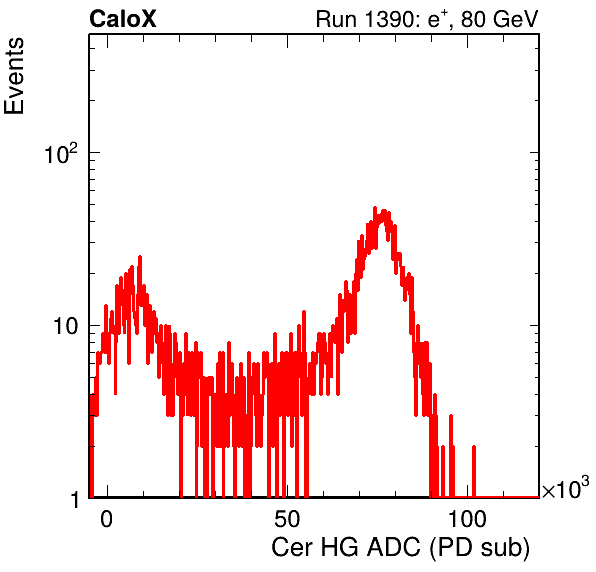 CaloX Run 1390: e⁺, 80 GeV
Events
10²
10
1
0 50 100 ×10³
Cer HG ADC (PD sub)